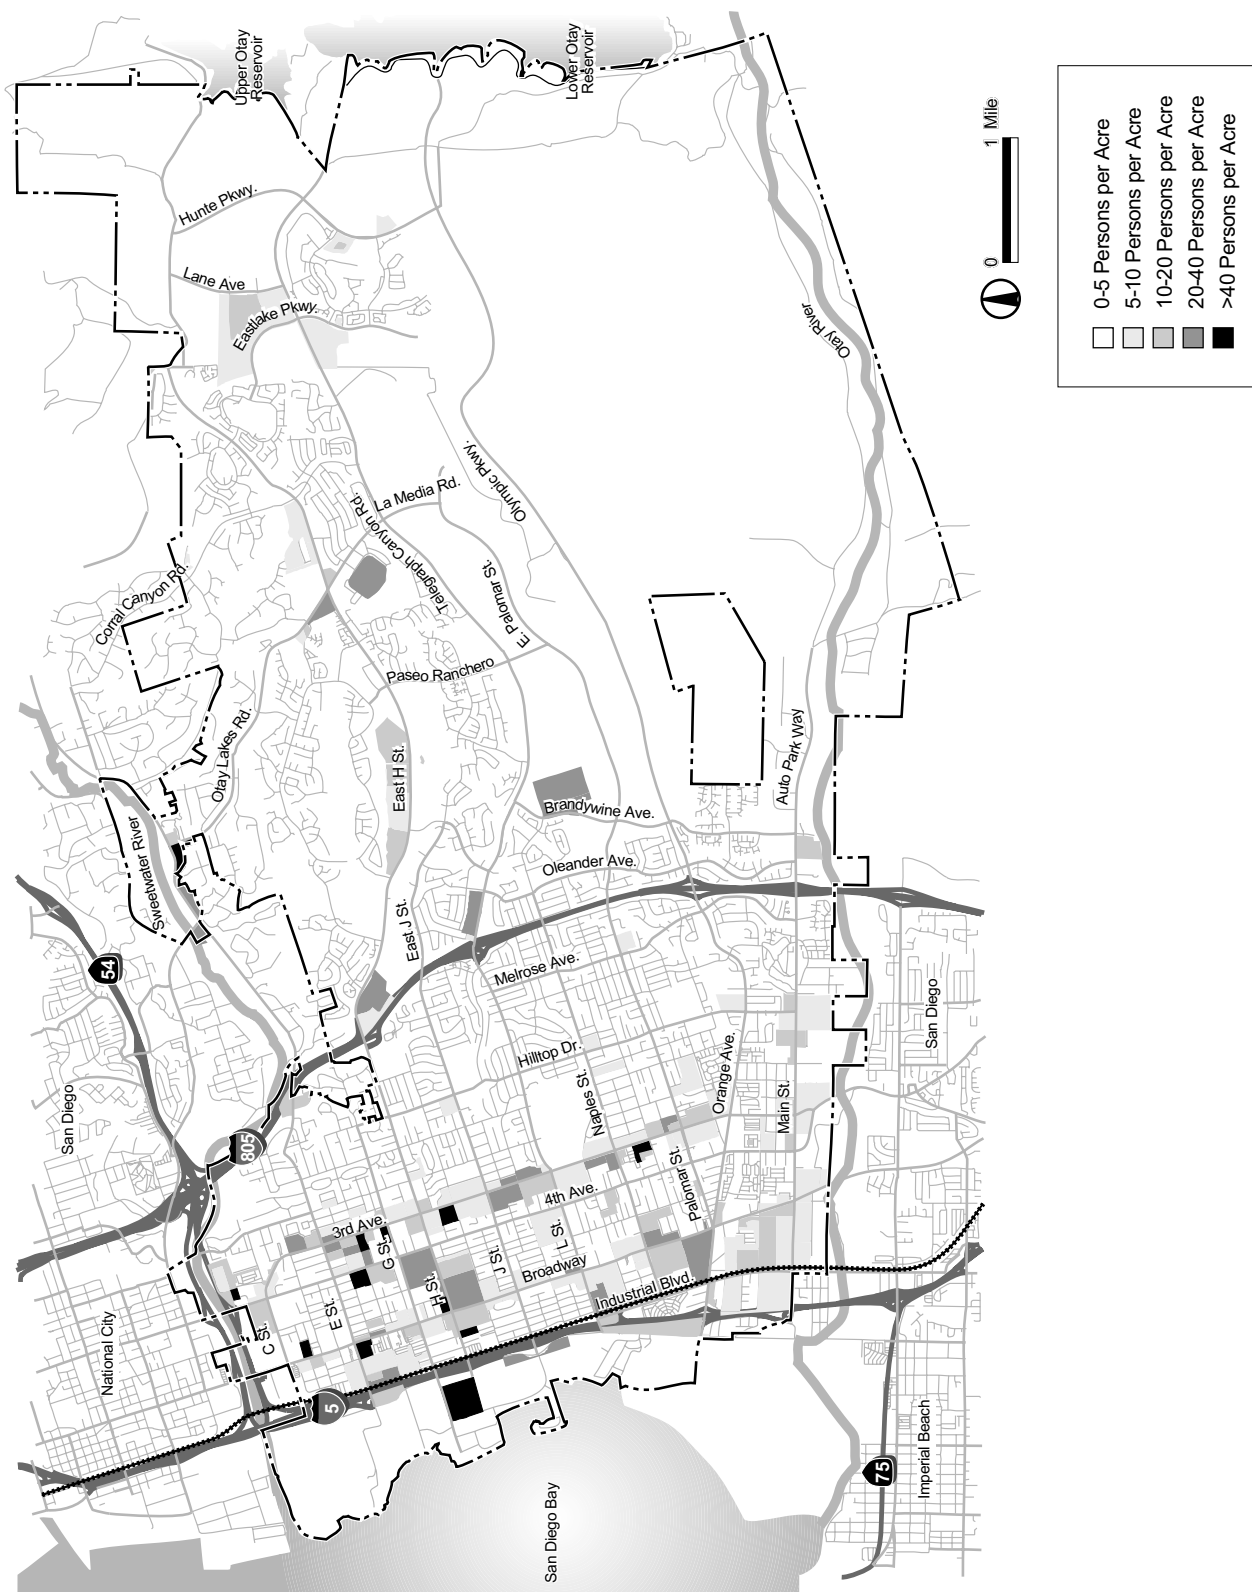 Upper Otay
Reservoir
Lower Otay
Reservoir
Hunte Pkwy.
Lane Ave
Eastlake Pkwy.
Otay River
Olympic Pkwy.
La Media Rd.
Telegraph Canyon Rd.
E. Palomar St.
Corral Canyon Rd.
Paseo Ranchero
Otay Lakes Rd.
East H St.
Auto Park Way
Brandywine Ave.
Sweetwater River
Oleander Ave.
East J St.
54
Melrose Ave.
San Diego
San Diego
Hilltop Dr.
Naples St.
Orange Ave.
Main St.
805
Palomar St.
4th Ave.
3rd Ave.
G St.
H St.
J St.
L St.
Broadway
Industrial Blvd.
E St.
C St.
National City
5
75
Imperial Beach
San Diego Bay
0
1 Mile
0-5 Persons per Acre
5-10 Persons per Acre
10-20 Persons per Acre
20-40 Persons per Acre
>40 Persons per Acre